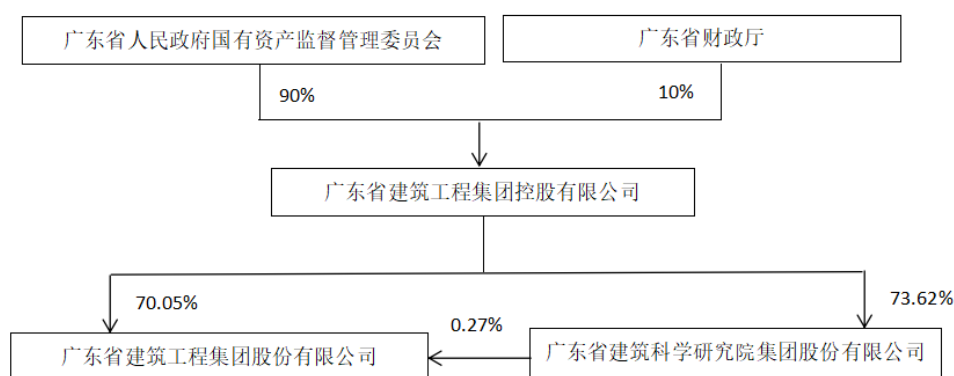 广东省人民政府国有资产监督管理委员会
广东省财政厅
90%
10%
广东省建筑工程集团控股有限公司
70.05%
73.62%
0.27%
广东省建筑工程集团股份有限公司
广东省建筑科学研究院集团股份有限公司